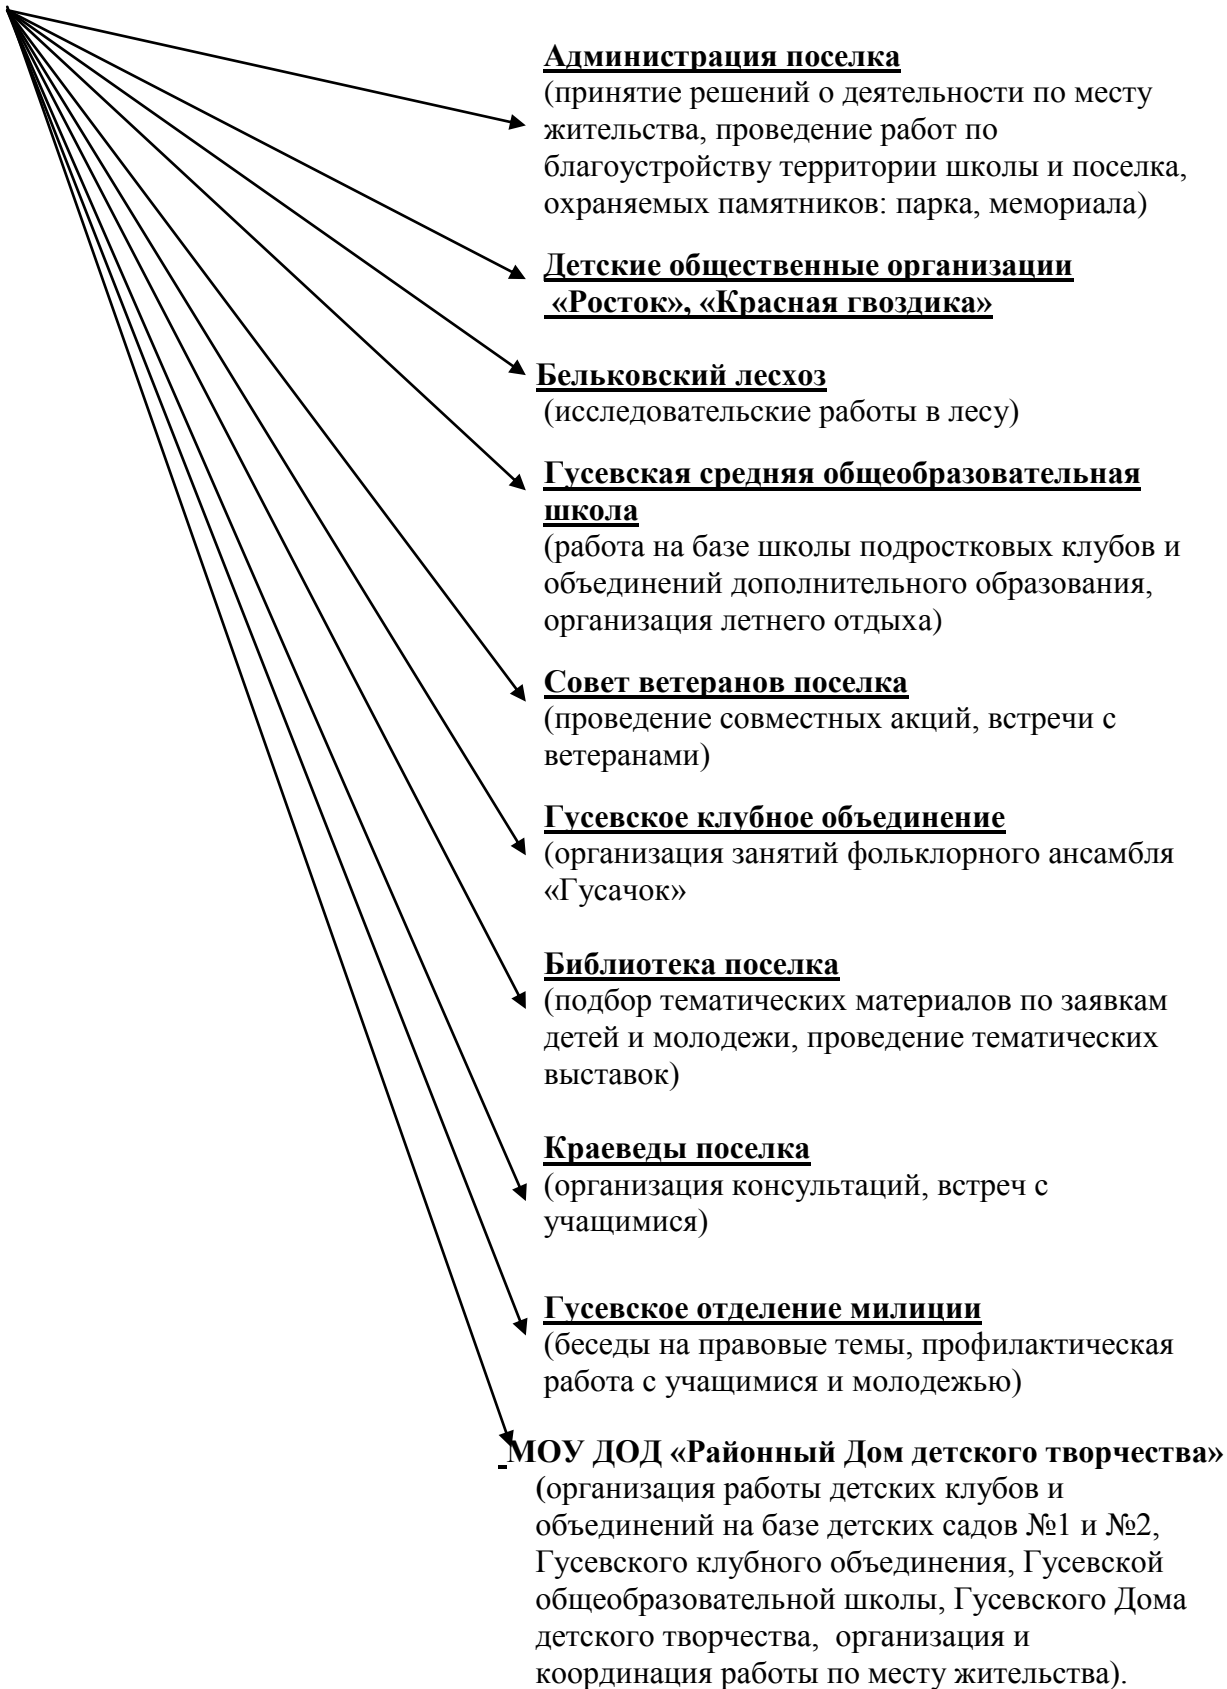 Администрация поселка
(принятие решений о деятельности по месту
жительства, проведение работ по
благоустройству территории школы и поселка,
охраняемых памятников: парка, мемориала)
Детские общественные организации
«Росток», «Красная гвоздика»
Бельковский лесхоз
(исследовательские работы в лесу)
Гусевская средняя общеобразовательная
школа
(работа на базе школы подростковых клубов и
объединений дополнительного образования,
организация летнего отдыха)
Совет ветеранов поселка
(проведение совместных акций, встречи с
ветеранами)
Гусевское клубное объединение
(организация занятий фольклорного ансамбля
«Гусачок»
Библиотека поселка
(подбор тематических материалов по заявкам
детей и молодежи, проведение тематических
выставок)
Краеведы поселка
(организация консультаций, встреч с
учащимися)
Гусевское отделение милиции
(беседы на правовые темы, профилактическая
работа с учащимися и молодежью)
МОУ ДОД «Районный Дом детского творчества»
(организация работы детских клубов и
объединений на базе детских садов №1 и №2,
Гусевского клубного объединения, Гусевской
общеобразовательной школы, Гусевского Дома
детского творчества, организация и
координация работы по месту жительства).